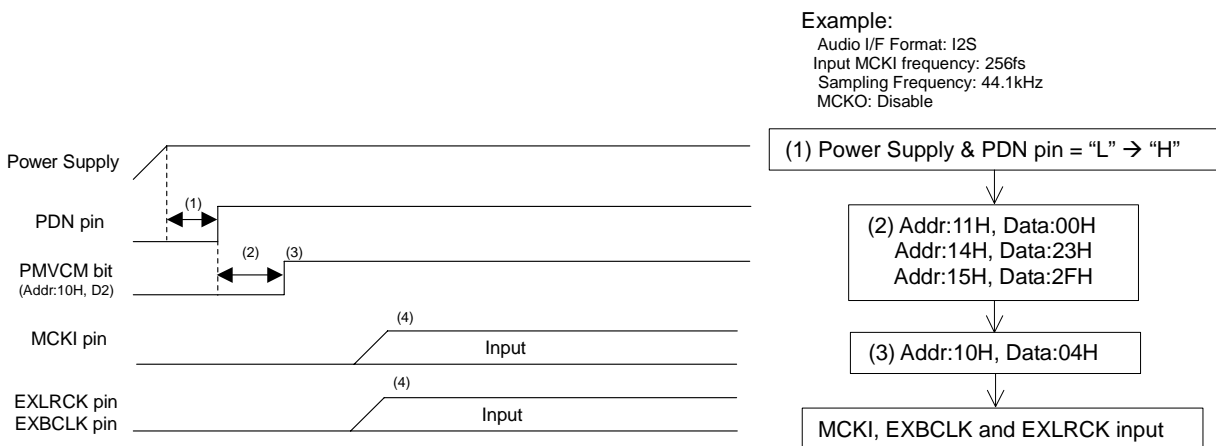 Example:
Audio I/F Format: I2S
Input MCKI frequency: 256fs
Sampling Frequency: 44.1kHz
MCKO: Disable
Power Supply
(1)
PDN pin
(2)
(3)
PMVCM bit
(Addr:10H, D2)
(4)
MCKI pin
Input
(4)
EXLRCK pin
EXBCLK pin
Input
(1) Power Supply & PDN pin = “L” → “H”
(2) Addr:11H, Data:00H
Addr:14H, Data:23H
Addr:15H, Data:2FH
(3) Addr:10H, Data:04H
MCKI, EXBCLK and EXLRCK input